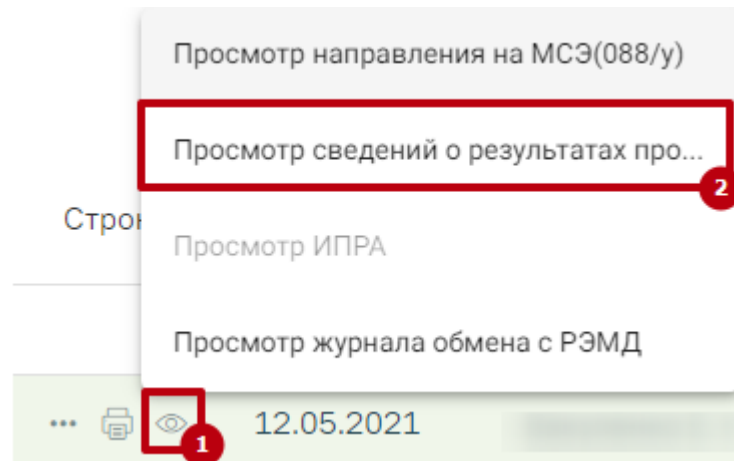 Просмотр направления на МСЭ(088/у)
Просмотр сведений о результатах про...
2
Просмотр ИПРА
Просмотр журнала обмена с РЭМД
1
12.05.2021